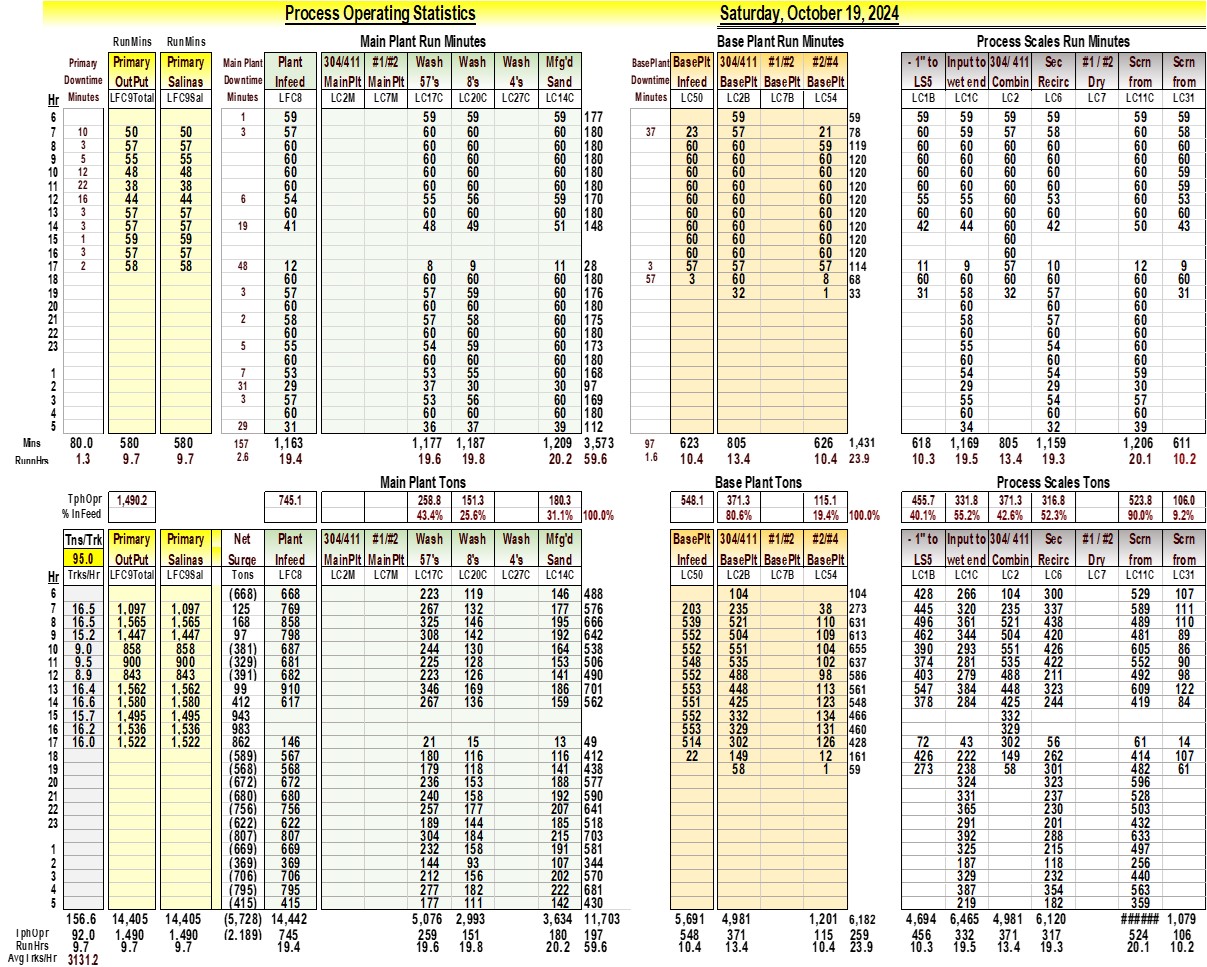 Process Operating Statistics Saturday, October 19, 2024
RunMins RunMins Main Plant Run Minutes Base Plant Run Minutes Process Scales Run Minutes
Primary Primary Primary Main Plant Plant 304/411 #1/#2 Wash Wash Wash Mfg'd BasePlant BasePlt 304/411 #1/#2 #2/#4 - 1" to Input to 304/ 411 Sec #1 / #2 Scrn Scrn
Downtime OutPut Salinas Downtime Infeed MainPlt MainPlt 57's 8's 4's Sand Downtime Infeed BasePlt BasePlt BasePlt LS5 wet end Combin Recirc Dry from from
Hr Minutes LFC9Total LFC9Sal Minutes LFC8 LC2M LC7M LC17C LC20C LC27C LC14C Minutes LC50 LC2B LC7B LC54 LC1B LC1C LC2 LC6 LC7 LC11C LC31
6 1 59 59 59 59 177 59 59 59 59 59 59 59 59
7 10 50 50 3 57 60 60 60 180 37 23 57 21 78 60 59 57 58 60 58
8 3 57 57 60 60 60 60 180 60 60 59 119 60 60 60 60 60 60
9 5 55 55 60 60 60 60 180 60 60 60 120 60 60 60 60 60 59
10 12 48 48 60 60 60 60 180 60 60 60 120 60 60 60 60 60 59
11 22 38 38 60 60 60 60 180 60 60 60 120 60 60 60 60 60 59
12 16 44 44 6 54 55 56 59 170 60 60 60 120 55 55 60 53 60 53
13 3 57 57 60 60 60 60 180 60 60 60 120 60 60 60 60 60 60
14 3 57 57 19 41 48 49 51 148 60 60 60 120 42 44 60 42 50 43
15 1 59 59 60 60 60 120 60
16 3 57 57 60 60 60 120 60
17 2 58 58 48 12 8 9 11 28 3 57 57 57 114 11 9 57 10 12 9
18 60 60 60 60 180 57 3 60 8 68 60 60 60 60 60 60
19 3 57 57 59 60 176 32 1 33 31 58 32 57 60 31
20 60 60 60 60 180 60 60 60
21 2 58 57 58 60 175 58 57 60
22 60 60 60 60 180 60 60 60
23 5 55 54 59 60 173 55 54 60
60 60 60 60 180 60 60 60
1 7 53 53 55 60 168 54 54 59
2 31 29 37 30 30 97 29 29 30
3 3 57 53 56 60 169 55 54 57
4 60 60 60 60 180 60 60 60
5 29 31 36 37 39 112 34 32 39
Mins 80.0 580 580 157 1,163 1,177 1,187 1,209 3,573 97 623 805 626 1,431 618 1,169 805 1,159 1,206 611
RunnHrs 1.3 9.7 9.7 2.6 19.4 19.6 19.8 20.2 59.6 1.6 10.4 13.4 10.4 23.9 10.3 19.5 13.4 19.3 20.1 10.2
Main Plant Tons Base Plant Tons Process Scales Tons
TphOpr 1,490.2 745.1 258.8 151.3 180.3 548.1 371.3 115.1 455.7 331.8 371.3 316.8 523.8 106.0
% InFeed 43.4% 25.6% 31.1% 100.0% 80.6% 19.4% 100.0% 40.1% 55.2% 42.6% 52.3% 90.0% 9.2%
Tns/Trk Primary Primary Net Plant 304/411 #1/#2 Wash Wash Wash Mfg'd BasePlt 304/411 #1/#2 #2/#4 - 1" to Input to 304/ 411 Sec #1 / #2 Scrn Scrn
95.0 OutPut Salinas Surge Infeed MainPlt MainPlt 57's 8's 4's Sand Infeed BasePlt BasePlt BasePlt LS5 wet end Combin Recirc Dry from from
Hr Trks/Hr LFC9Total LFC9Sal Tons LFC8 LC2M LC7M LC17C LC20C LC27C LC14C LC50 LC2B LC7B LC54 LC1B LC1C LC2 LC6 LC7 LC11C LC31
6 (668) 668 223 119 146 488 104 104 428 266 104 300 529 107
7 16.5 1,097 1,097 125 769 267 132 177 576 203 235 38 273 445 320 235 337 589 111
8 16.5 1,565 1,565 168 858 325 146 195 666 539 521 110 631 496 361 521 438 489 110
9 15.2 1,447 1,447 97 798 308 142 192 642 552 504 109 613 462 344 504 420 481 89
10 9.0 858 858 (381) 687 244 130 164 538 552 551 104 655 390 293 551 426 605 86
11 9.5 900 900 (329) 681 225 128 153 506 548 535 102 637 374 281 535 422 552 90
12 8.9 843 843 (391) 682 223 126 141 490 552 488 98 586 403 279 488 211 492 98
13 16.4 1,562 1,562 99 910 346 169 186 701 553 448 113 561 547 384 448 323 609 122
14 16.6 1,580 1,580 412 617 267 136 159 562 551 425 123 548 378 284 425 244 419 84
15 15.7 1,495 1,495 943 552 332 134 466 332
16 16.2 1,536 1,536 983 553 329 131 460 329
17 16.0 1,522 1,522 862 146 21 15 13 49 514 302 126 428 72 43 302 56 61 14
18 (589) 567 180 116 116 412 22 149 12 161 426 222 149 262 414 107
19 (568) 568 179 118 141 438 58 1 59 273 238 58 301 482 61
20 (672) 672 236 153 188 577 324 323 596
21 (680) 680 240 158 192 590 331 237 528
22 (756) 756 257 177 207 641 365 230 503
23 (622) 622 189 144 185 518 291 201 432
(807) 807 304 184 215 703 392 288 633
1 (669) 669 232 158 191 581 325 215 497
2 (369) 369 144 93 107 344 187 118 256
3 (706) 706 212 156 202 570 329 232 440
4 (795) 795 277 182 222 681 387 354 563
5 (415) 415 177 111 142 430 219 182 359
156.6 14,405 14,405 (5,728) 14,442 5,076 2,993 3,634 11,703 5,691 4,981 1,201 6,182 4,694 6,465 4,981 6,120 ###### 1,079
TphOpr 92.0 1,490 1,490 (2,189) 745 259 151 180 197 548 371 115 259 456 332 371 317 524 106
RunHrs 9.7 9.7 9.7 19.4 19.6 19.8 20.2 59.6 10.4 13.4 10.4 23.9 10.3 19.5 13.4 19.3 20.1 10.2
Avg Trks/Hr 3131.2